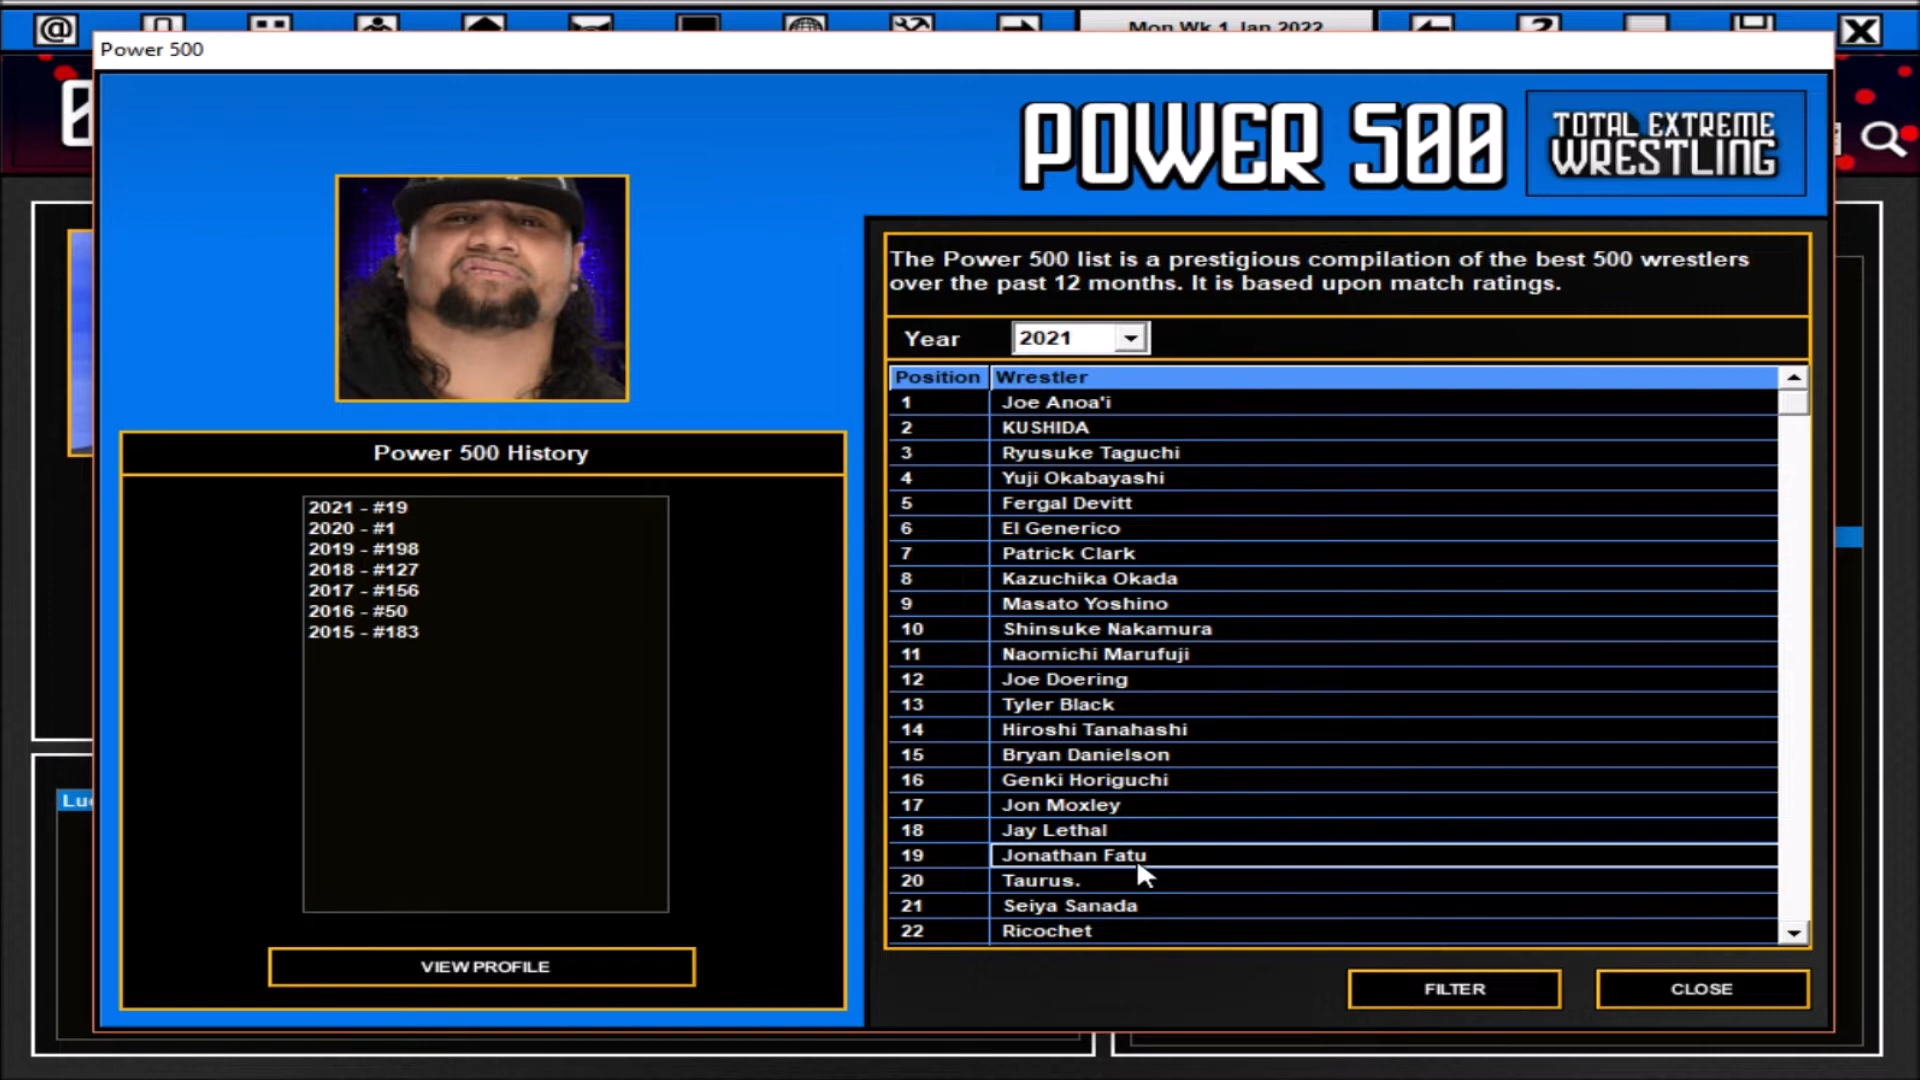 Mon Wk 1 Jan 2022
Power 500
POWER 500
TOTAL EXTREME
WRESTLING
The Power 500 list is a prestigious compilation of the best 500 wrestlers
over the past 12 months. It is based upon match ratings.
Year 2021
Position Wrestler
1 Joe Anoa'i
2 KUSHIDA
3 Ryusuke Taguchi
4 Yuji Okabayashi
5 Fergal Devitt
6 El Generico
7 Patrick Clark
8 Kazuchika Okada
9 Masato Yoshino
10 Shinsuke Nakamura
11 Naomichi Marufuji
12 Joe Doering
13 Tyler Black
14 Hiroshi Tanahashi
15 Bryan Danielson
16 Genki Horiguchi
17 Jon Moxley
18 Jay Lethal
19 Jonathan Fatu
20 Taurus.
21 Seiya Sanada
22 Ricochet
Power 500 History
2021 - #19
2020 - #1
2019 - #198
2018 - #127
2017 - #156
2016 - #50
2015 - #183
VIEW PROFILE
FILTER
CLOSE